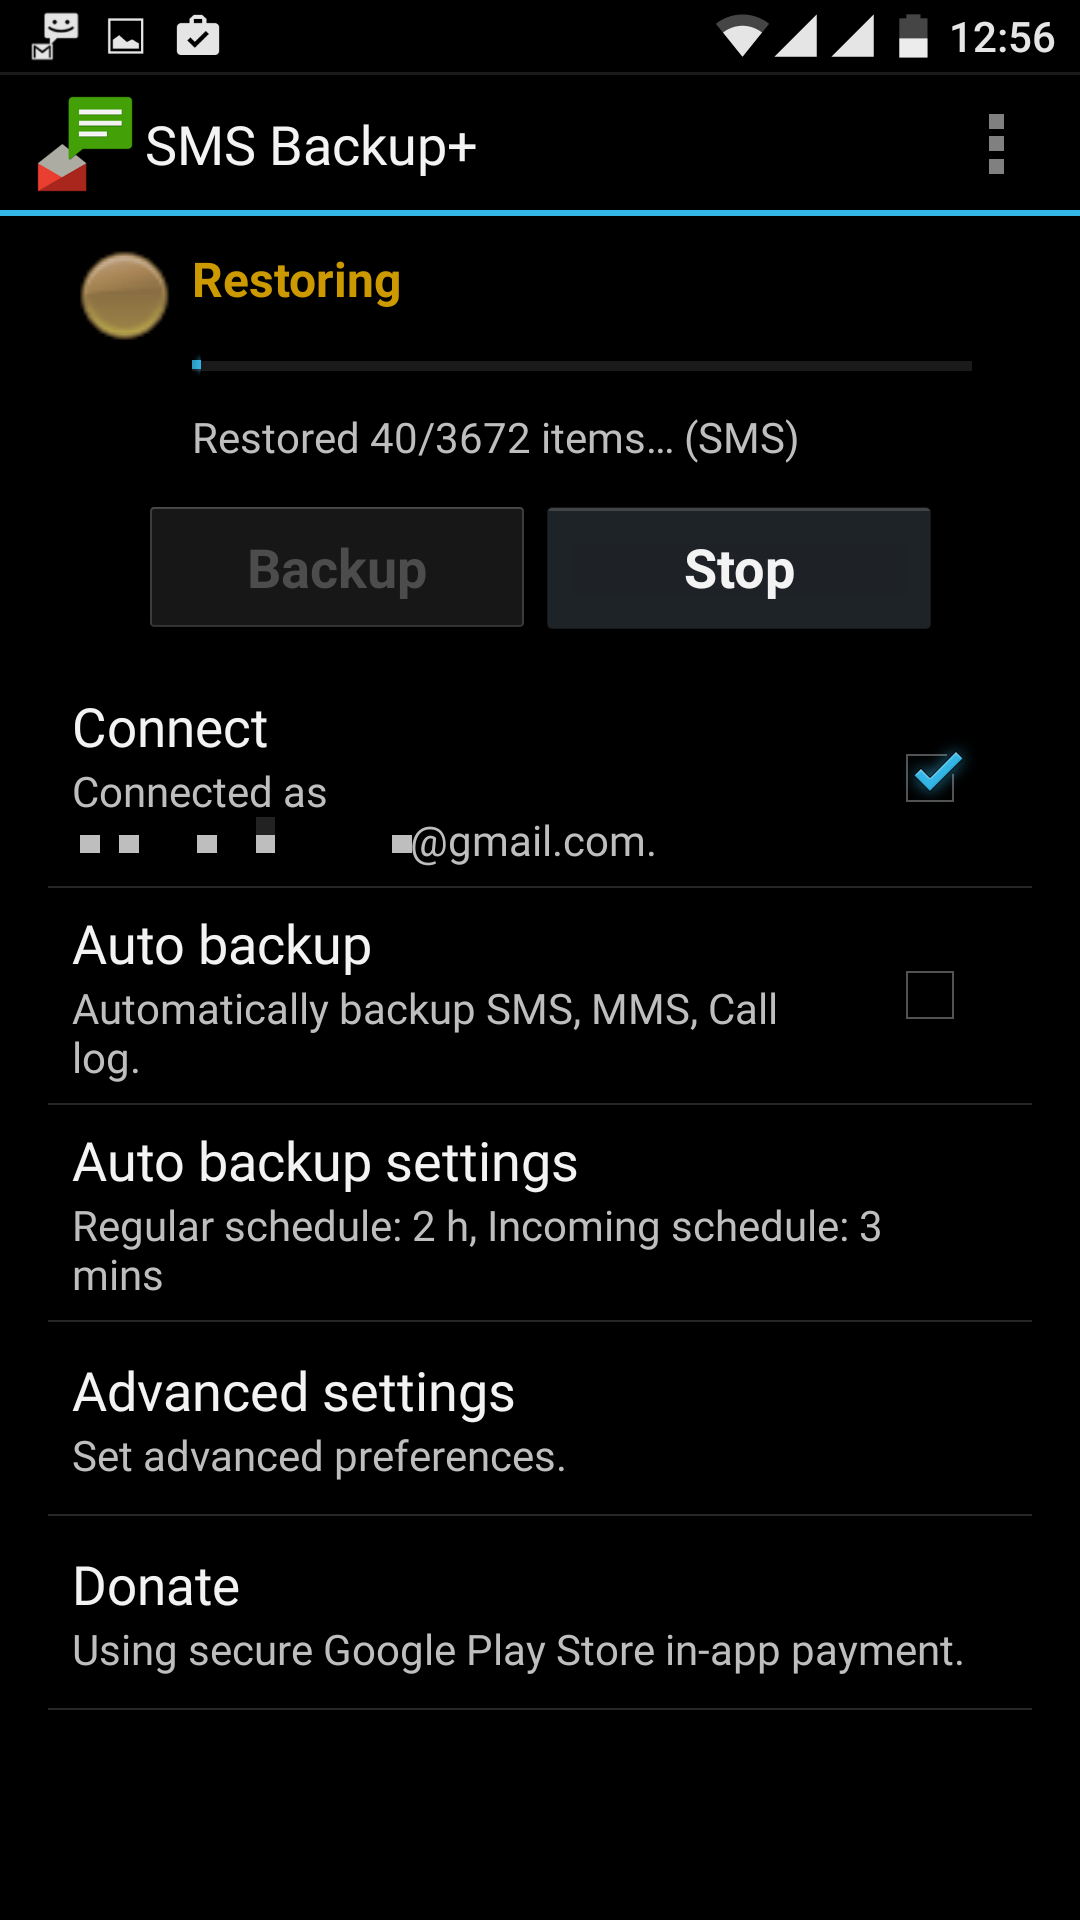 12:56
SMS Backup+
Restoring
Restored 40/3672 items... (SMS)
Backup
Stop
Connect
Connected as
@gmail.com.
Auto backup
Automatically backup SMS, MMS, Call
log.
Auto backup settings
Regular schedule: 2 h, Incoming schedule: 3
mins
Advanced settings
Set advanced preferences.
Donate
Using secure Google Play Store in-app payment.